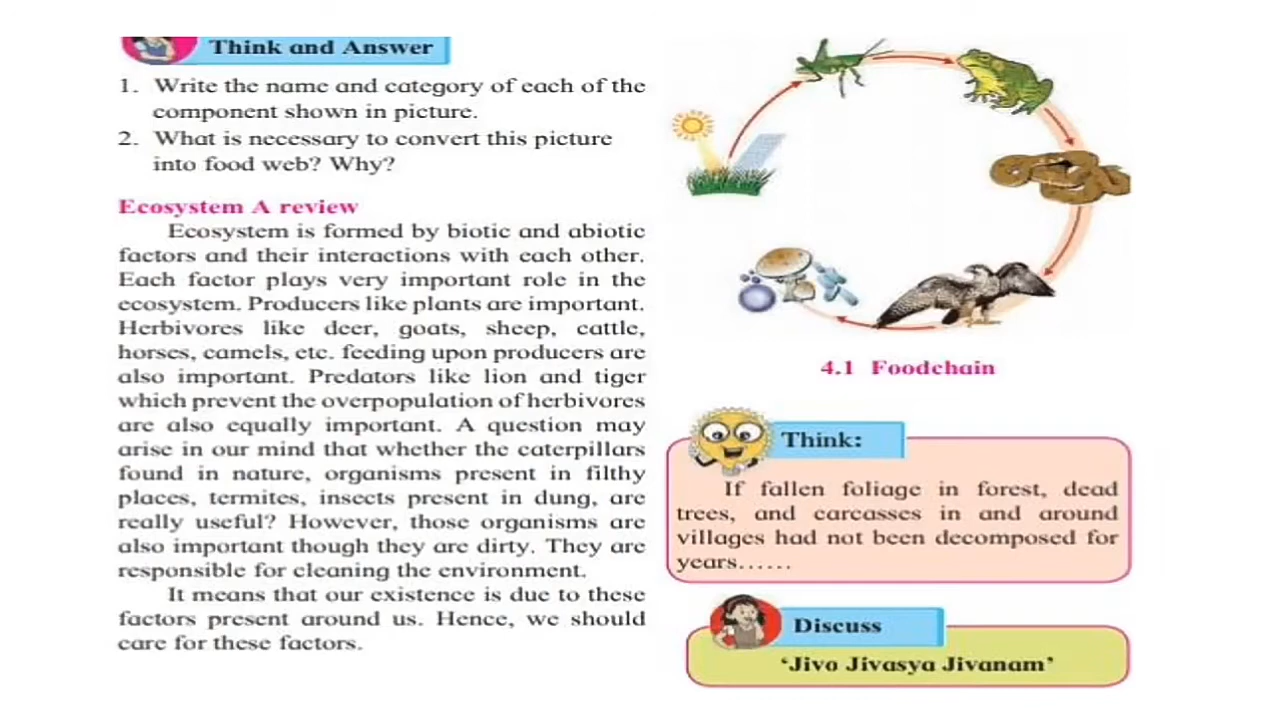 Think and Answer
1. Write the name and category of each of the
component shown in picture.
2. What is necessary to convert this picture
into food web? Why?
Ecosystem A review
Ecosystem is formed by biotic and abiotic
factors and their interactions with each other.
Each factor plays very important role in the
ecosystem. Producers like plants are important.
Herbivores like deer, goats, sheep, cattle,
horses, camels, etc. feeding upon producers are
also important. Predators like lion and tiger
which prevent the overpopulation of herbivores
are also equally important. A question may
arise in our mind that whether the caterpillars
found in nature, organisms present in filthy
places, termites, insects present in dung, are
really useful? However, those organisms are
also important though they are dirty. They are
responsible for cleaning the environment.
It means that our existence is due to these
factors present around us. Hence, we should
care for these factors.
4.1 Foodchain
Think:
If fallen foliage in forest, dead
trees, and carcasses in and around
villages had not been decomposed for
years......
Discuss
‘Jivo Jivasya Jivanam’